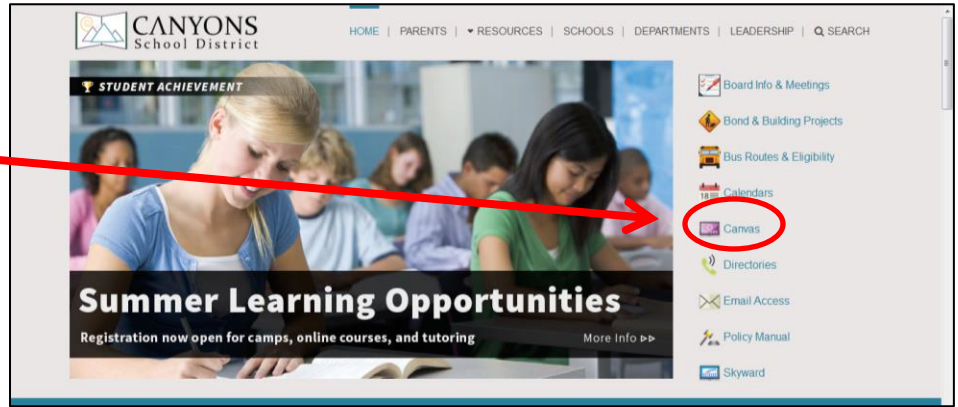 CANYONS
School District
HOME | PARENTS | ▾ RESOURCES | SCHOOLS | DEPARTMENTS | LEADERSHIP | SEARCH
STUDENT ACHIEVEMENT
Summer Learning Opportunities
Registration now open for camps, online courses, and tutoring
More Info ▷▷
Board Info & Meetings
Bond & Building Projects
Bus Routes & Eligibility
18
Calendars
Canvas
Directories
Email Access
Policy Manual
Skyward